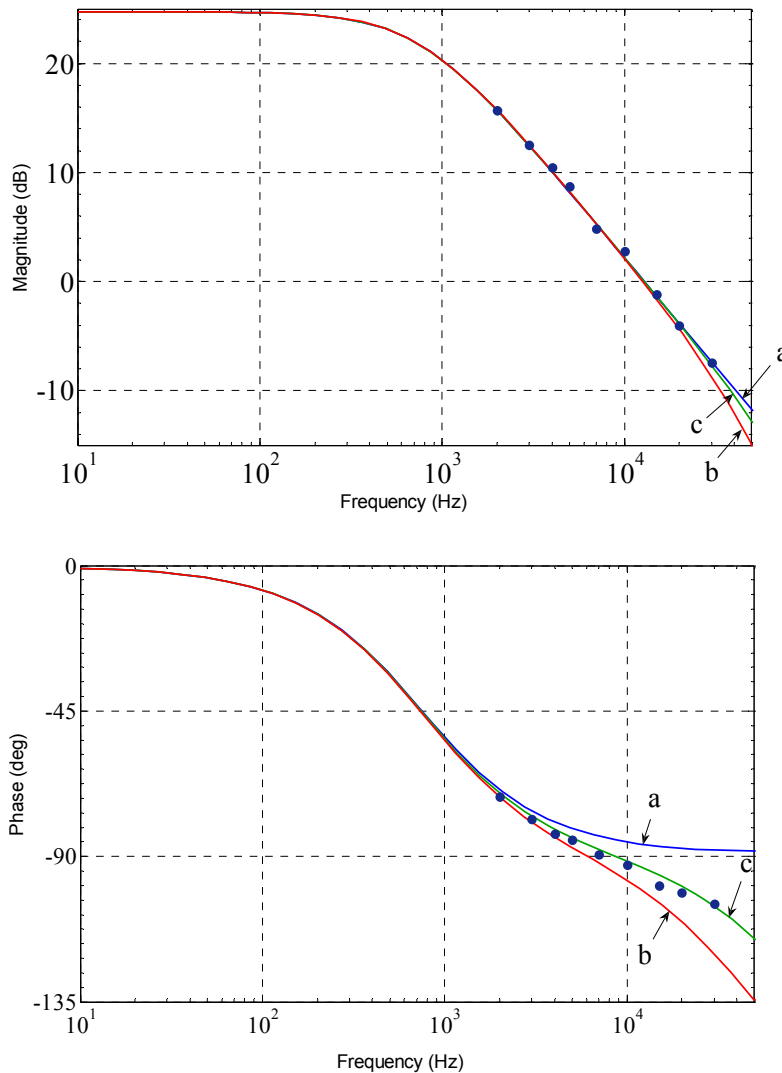 Magnitude (dB)
20
10
0
-10
a
c
b
10^1
10^2
10^3
10^4
Frequency (Hz)
Phase (deg)
0
-45
-90
-135
a
c
b
10^1
10^2
10^3
10^4
Frequency (Hz)